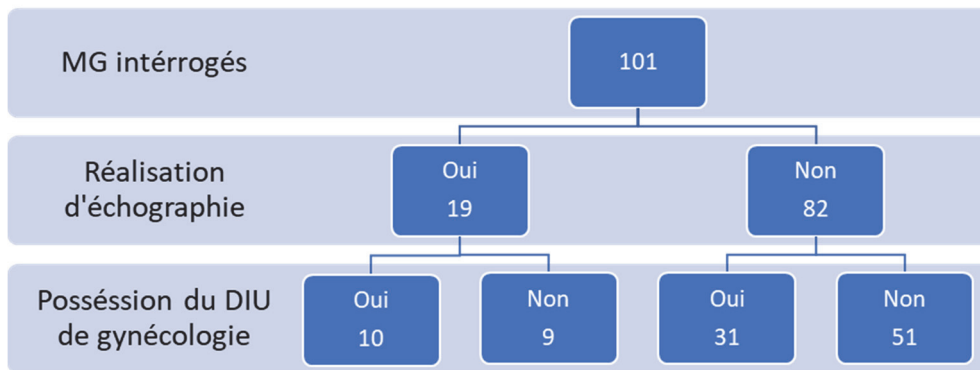 MG intérrogés
101
Réalisation
d'échographie
Oui
19
Non
82
Posséssion du DIU
de gynécologie
Oui
10
Non
9
Oui
31
Non
51